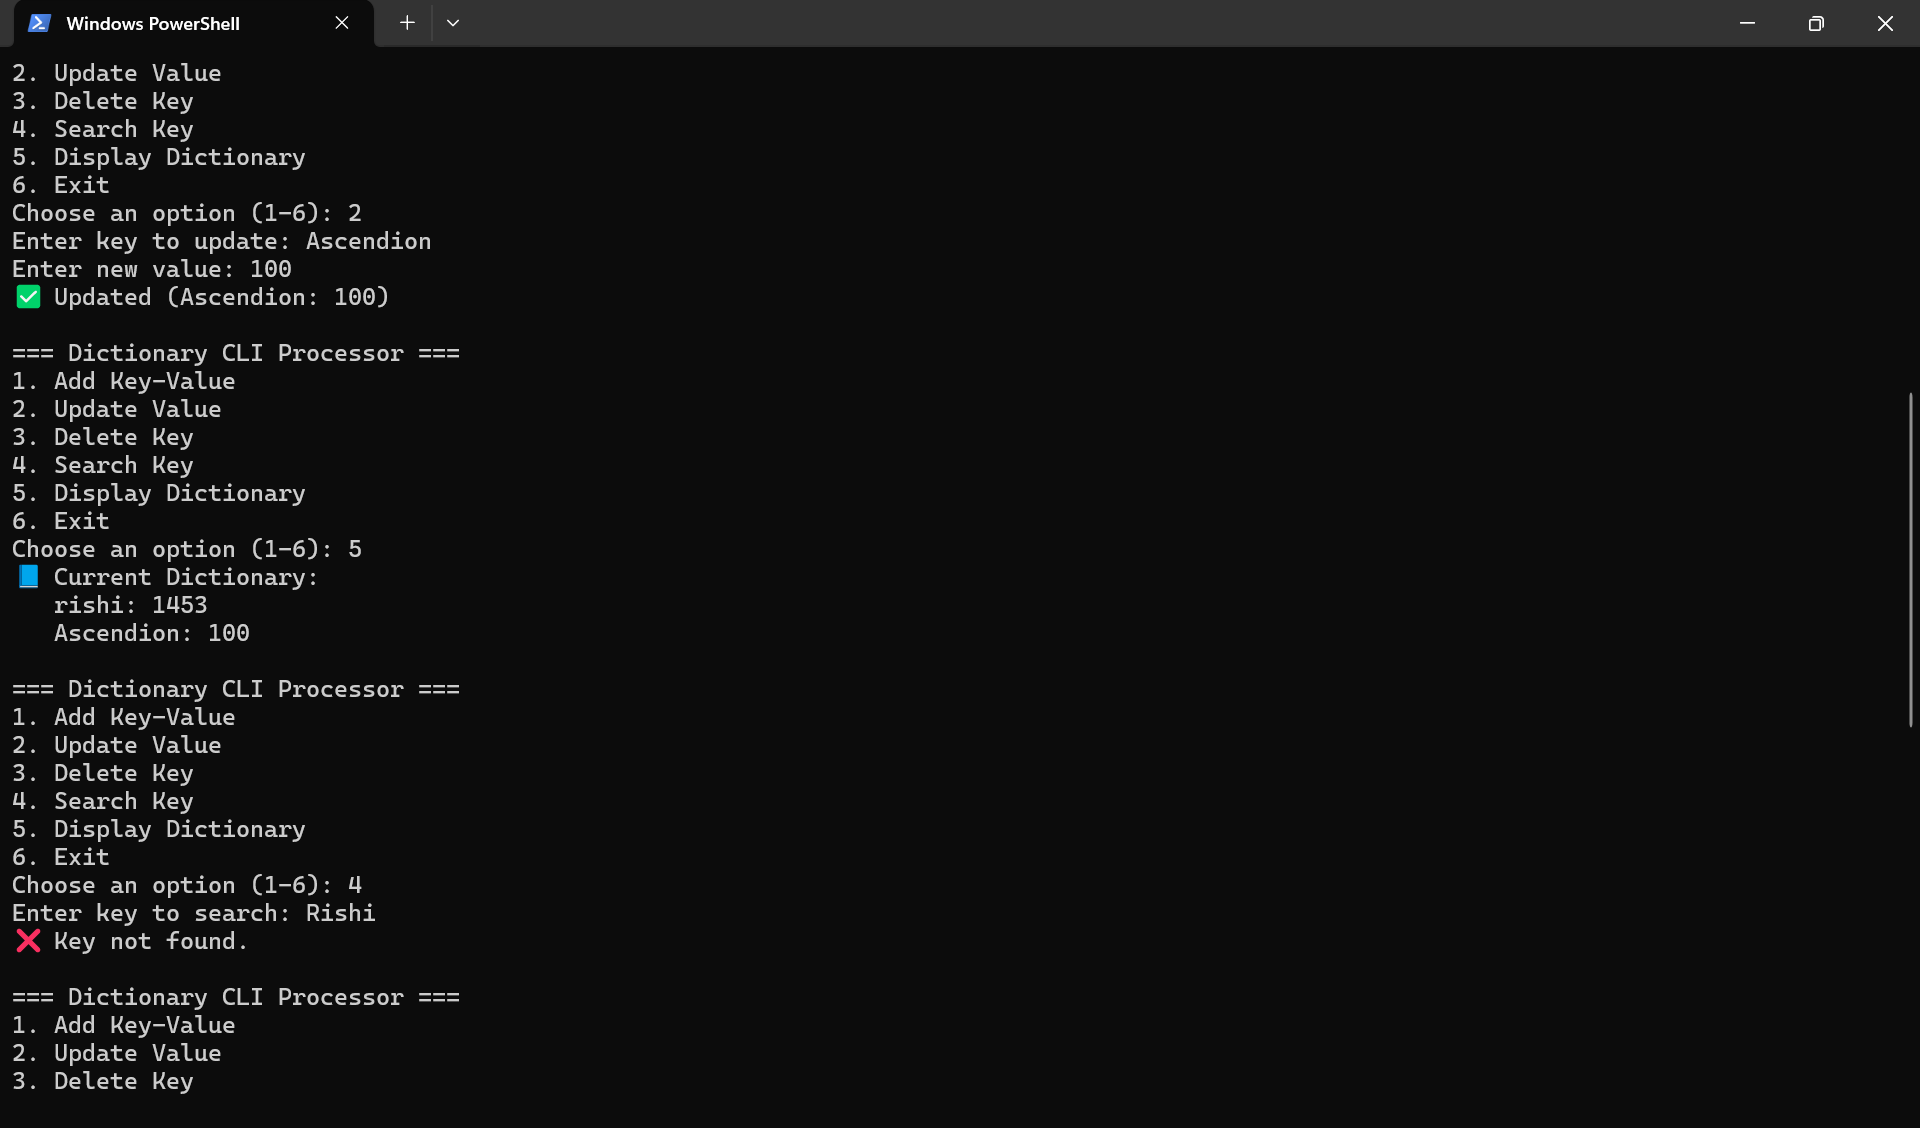 Windows PowerShell
2. Update Value
3. Delete Key
4. Search Key
5. Display Dictionary
6. Exit
Choose an option (1-6): 2
Enter key to update: Ascendion
Enter new value: 100
✅ Updated (Ascendion: 100)
=== Dictionary CLI Processor ===
1. Add Key-Value
2. Update Value
3. Delete Key
4. Search Key
5. Display Dictionary
6. Exit
Choose an option (1-6): 5
📘 Current Dictionary:
rishi: 1453
Ascendion: 100
=== Dictionary CLI Processor ===
1. Add Key-Value
2. Update Value
3. Delete Key
4. Search Key
5. Display Dictionary
6. Exit
Choose an option (1-6): 4
Enter key to search: Rishi
❌ Key not found.
=== Dictionary CLI Processor ===
1. Add Key-Value
2. Update Value
3. Delete Key